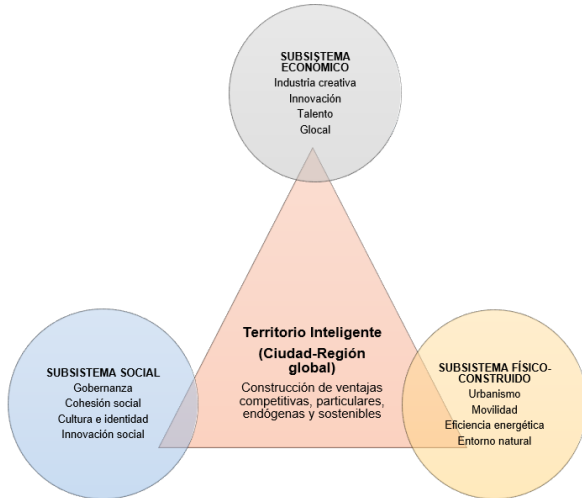 SUBSISTEMA
ECONÓMICO
Industria creativa
Innovación
Talento
Glocal
Territorio Inteligente
(Ciudad-Región
global)
Construcción de ventajas
competitivas, particulares,
endógenas y sostenibles
SUBSISTEMA SOCIAL
Gobernanza
Cohesión social
Cultura e identidad
Innovación social
SUBSISTEMA FÍSICO-
CONSTRUIDO
Urbanismo
Movilidad
Eficiencia energética
Entorno natural